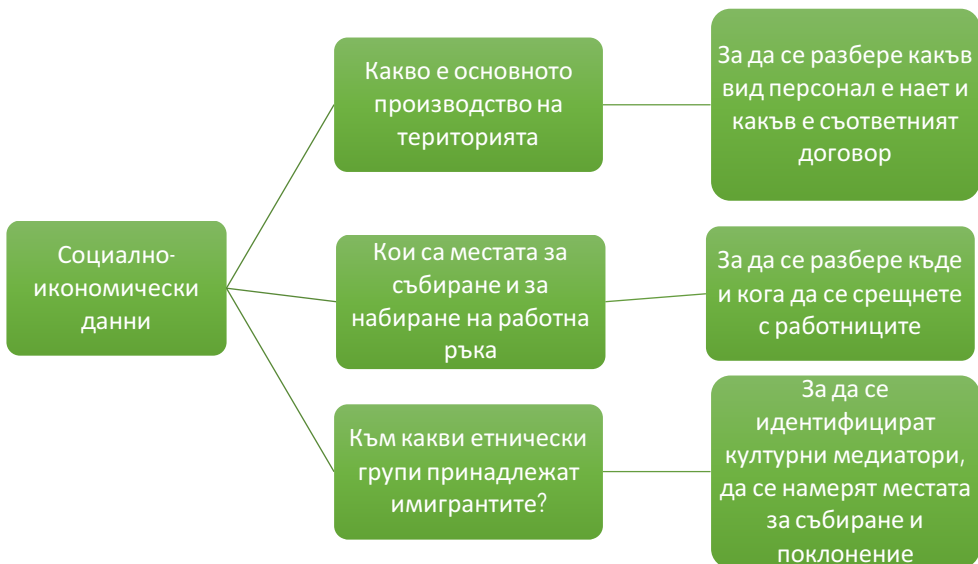 Социално-
икономически
данни
Какво е основното
производство на
територията
За да се разбере какъв
вид персонал е нает и
какъв е съответният
договор
Кои са местата за
събиране и за
набиране на работна
ръка
За да се разбере къде
и кога да се срещнете
с работниците
Към какви етнически
групи принадлежат
имигрантите?
За да се
идентифицират
културни медиатори,
да се намерят местата
за събиране и
поклонение